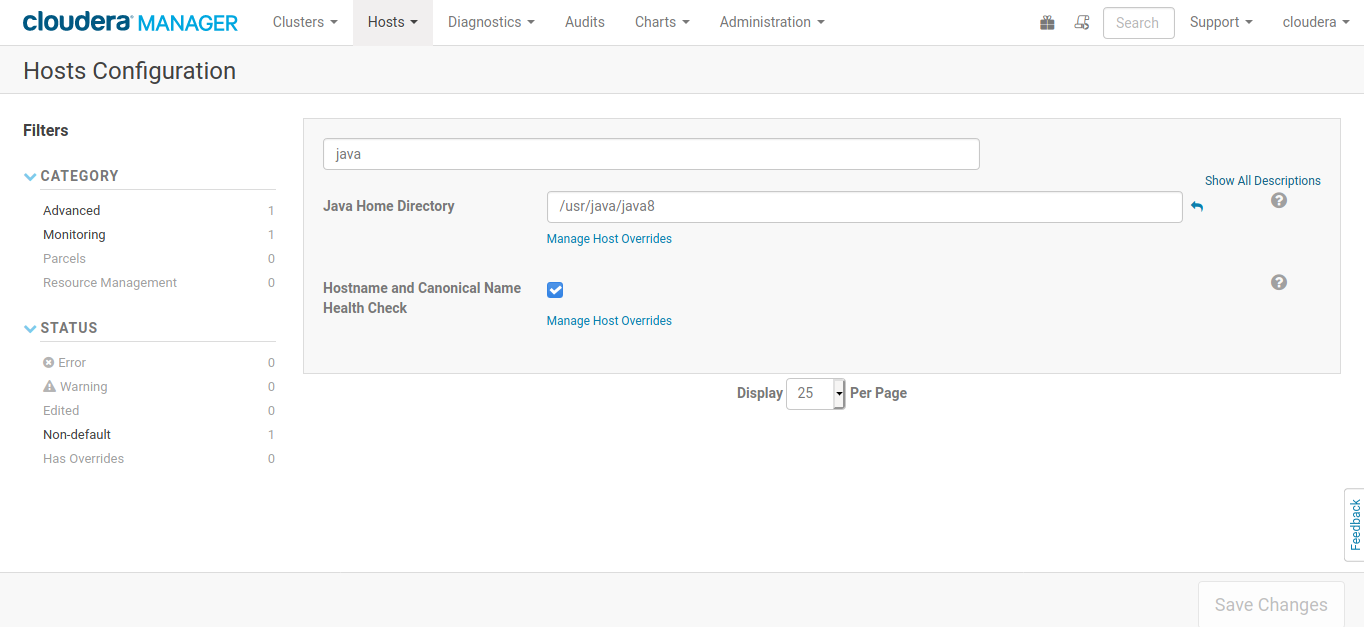 cloudera MANAGER Clusters Hosts Diagnostics Audits Charts Administration Search Support cloudera
Hosts Configuration
Filters
CATEGORY
Advanced 1
Monitoring 1
Parcels 0
Resource Management 0
STATUS
Error 0
Warning 0
Edited 0
Non-default 1
Has Overrides 0
java
Show All Descriptions
Java Home Directory /usr/java/java8 ?
Manage Host Overrides
Hostname and Canonical Name ?
Health Check
Manage Host Overrides
Display 25 Per Page
Feedback
Save Changes